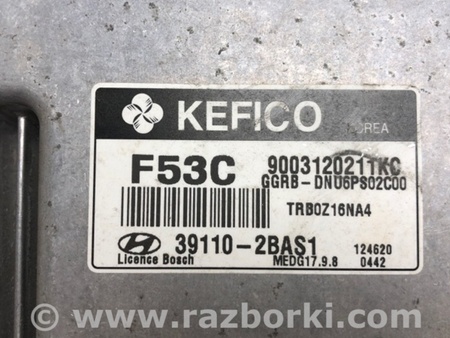 KEFICO KOREA
F53C 900312021TKC
GGRB-DNU6PS02C00
TRB0Z16NA4
39110-2BAS1 124620
Licence Bosch MEDG17.9.8 0442
© www.razborki.com